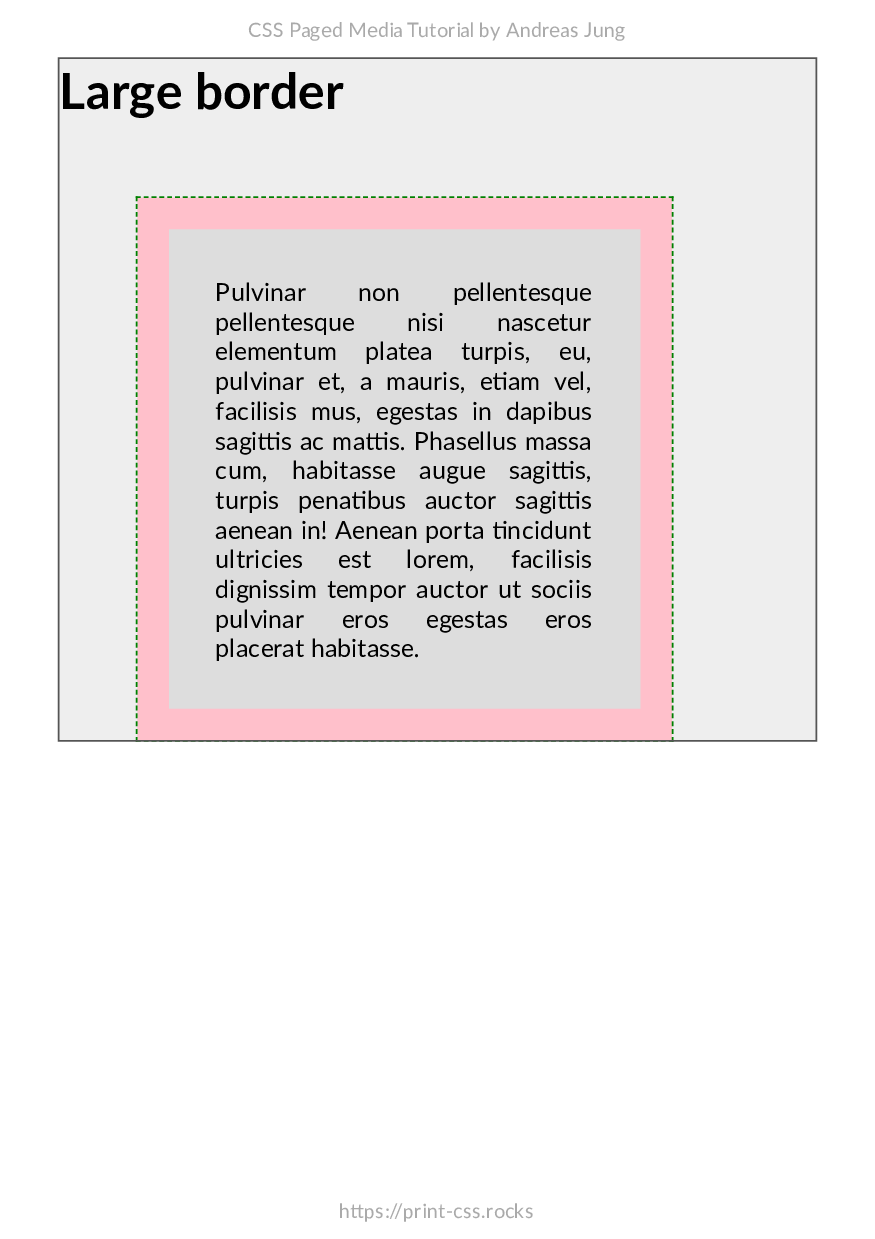 CSS Paged Media Tutorial by Andreas Jung
Large border
Pulvinar non pellentesque
pellentesque nisi nascetur
elementum platea turpis, eu,
pulvinar et, a mauris, etiam vel,
facilisis mus, egestas in dapibus
sagittis ac mattis. Phasellus massa
cum, habitasse augue sagittis,
turpis penatibus auctor sagittis
aenean in! Aenean porta tincidunt
ultricies est lorem, facilisis
dignissim tempor auctor ut sociis
pulvinar eros egestas eros
placerat habitasse.
https://print-css.rocks